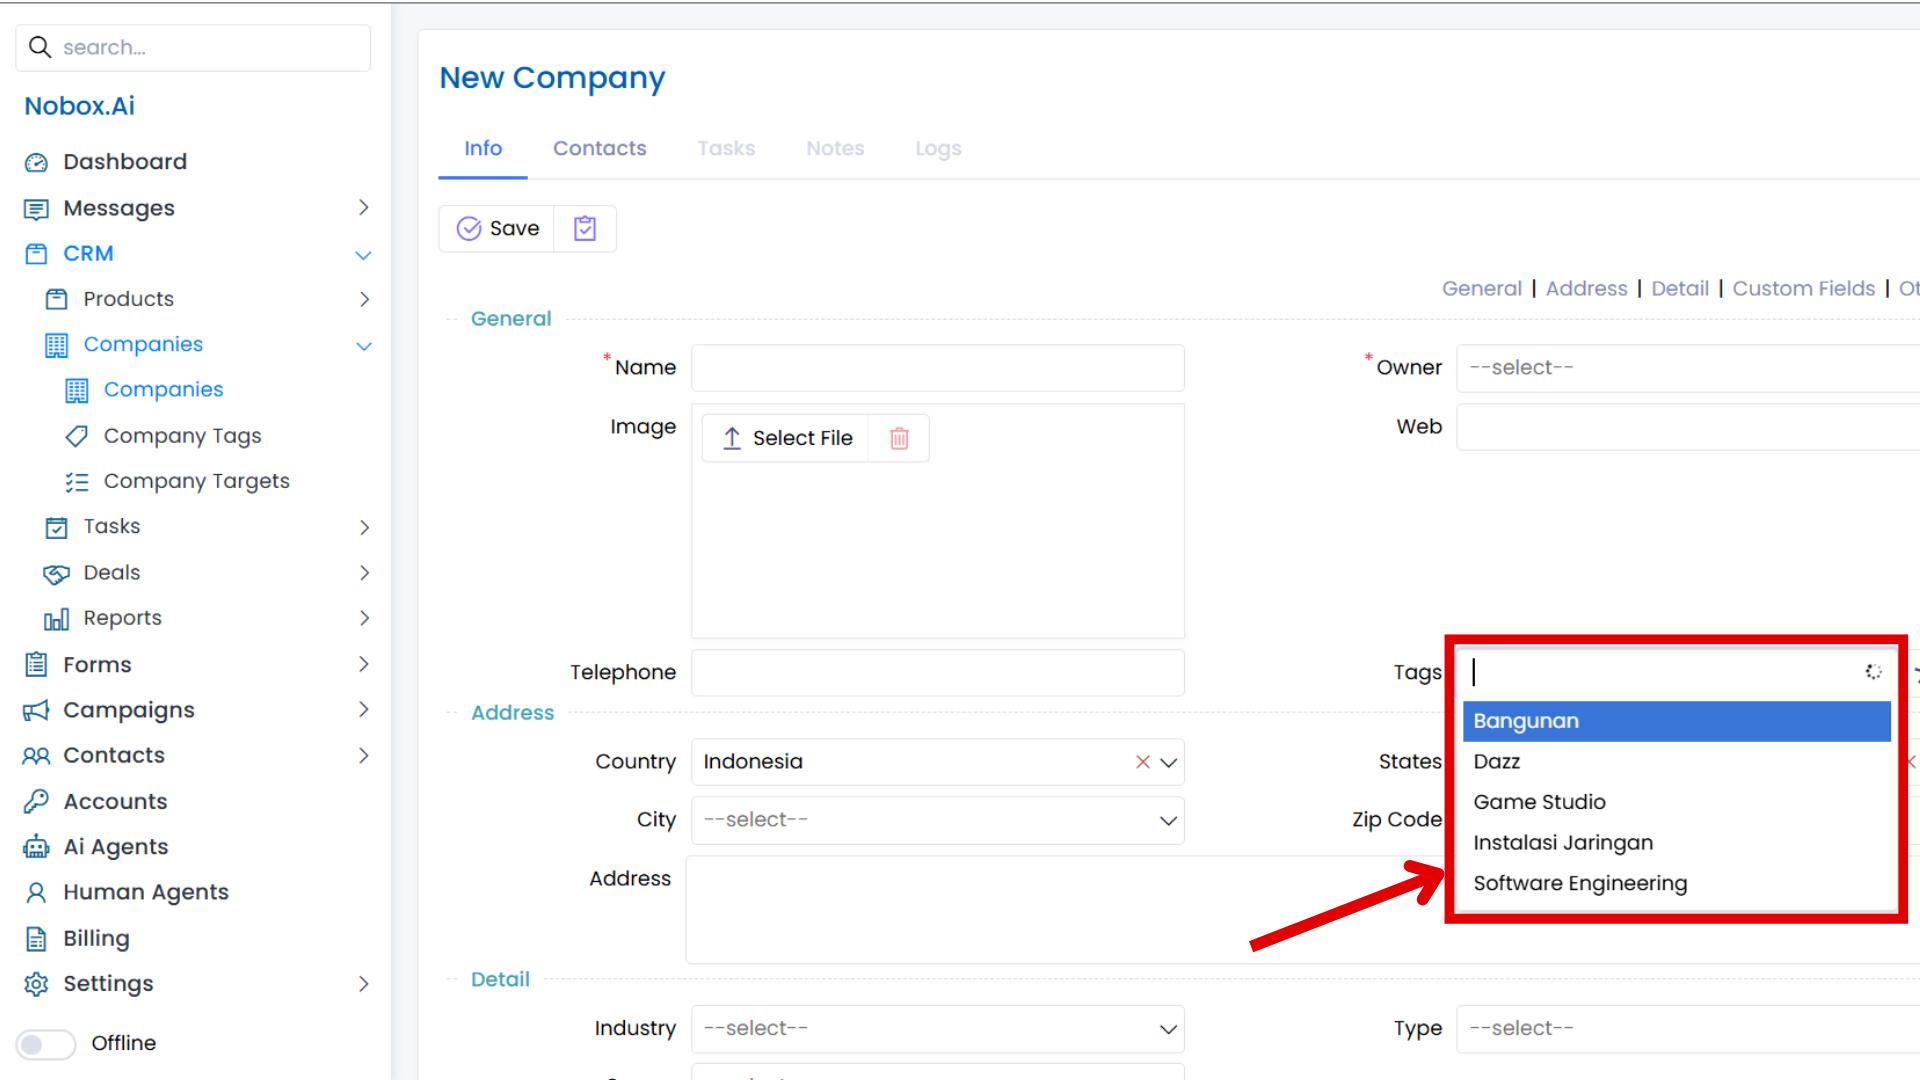 search...
Nobox.Ai
Dashboard
Messages
CRM
Products
Companies
Companies
Company Tags
Company Targets
Tasks
Deals
Reports
Forms
Campaigns
Contacts
Accounts
Ai Agents
Human Agents
Billing
Settings
Offline
New Company
Info Contacts Tasks Notes Logs
Save
General | Address | Detail | Custom Fields |
General
* Name
* Owner --select--
Image Select File
Web
Telephone
Tags
Bangunan
Dazz
Game Studio
Instalasi Jaringan
Software Engineering
Address
Country Indonesia
States
City --select--
Zip Code
Address
Detail
Industry --select--
Type --select--